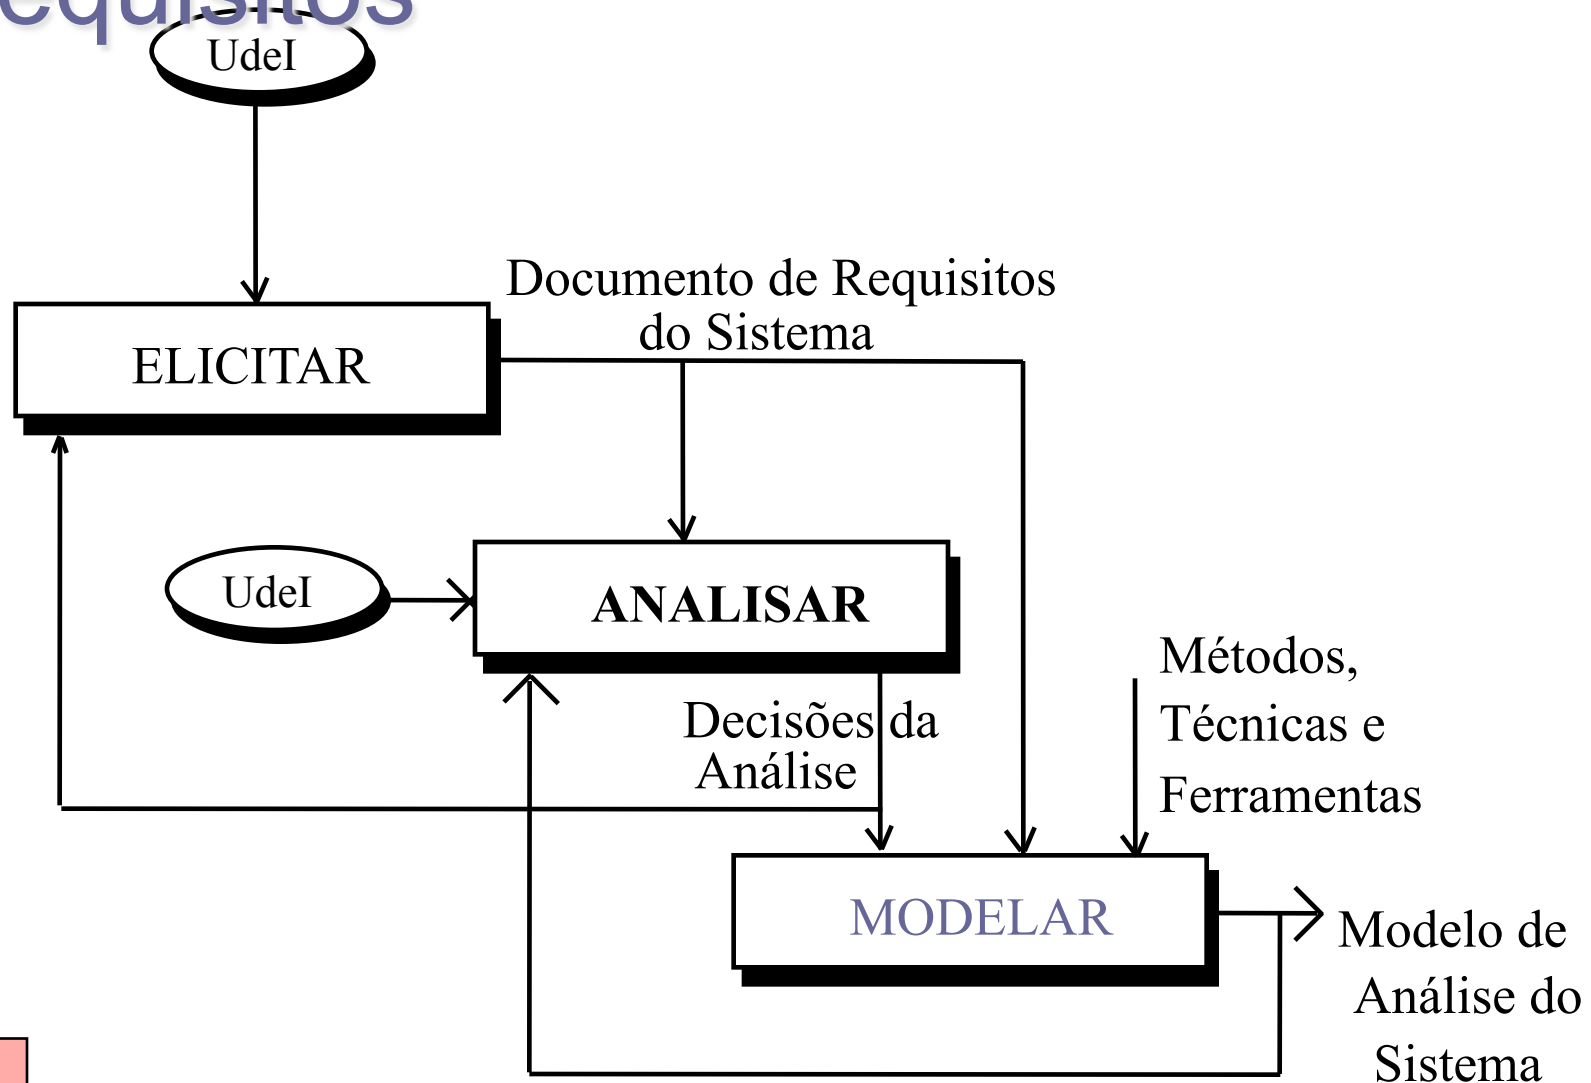 equisitos
UdeI
Documento de Requisitos
do Sistema
ELICITAR
UdeI
ANALISAR
Métodos,
Técnicas e
Ferramentas
Decisões da
Análise
MODELAR
Modelo de
Análise do
Sistema